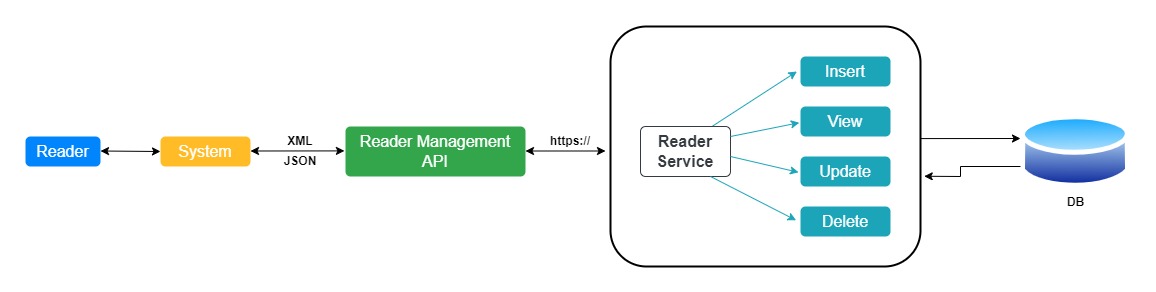 Reader
System
XML
JSON
Reader Management
API
https://
Reader
Service
Insert
View
Update
Delete
DB